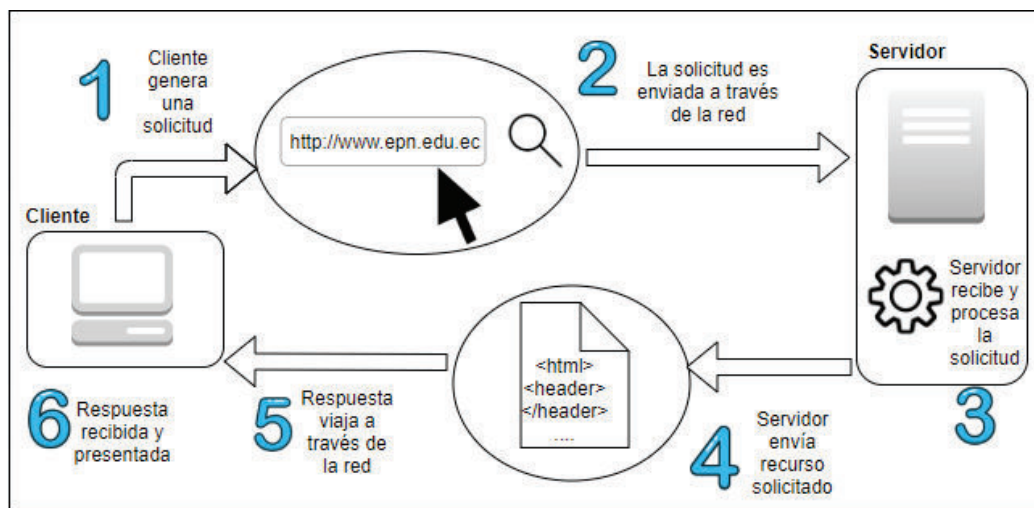 1
Cliente
genera
una
solicitud
http://www.epn.edu.ec
2
La solicitud es
enviada a través
de la red
Servidor
Servidor
recibe y
procesa
la
solicitud
3
4
Servidor
envía
recurso
solicitado
<html>
<header>
</header>
....
5
Respuesta
viaja a
través de
la red
Cliente
6
Respuesta
recibida y
presentada